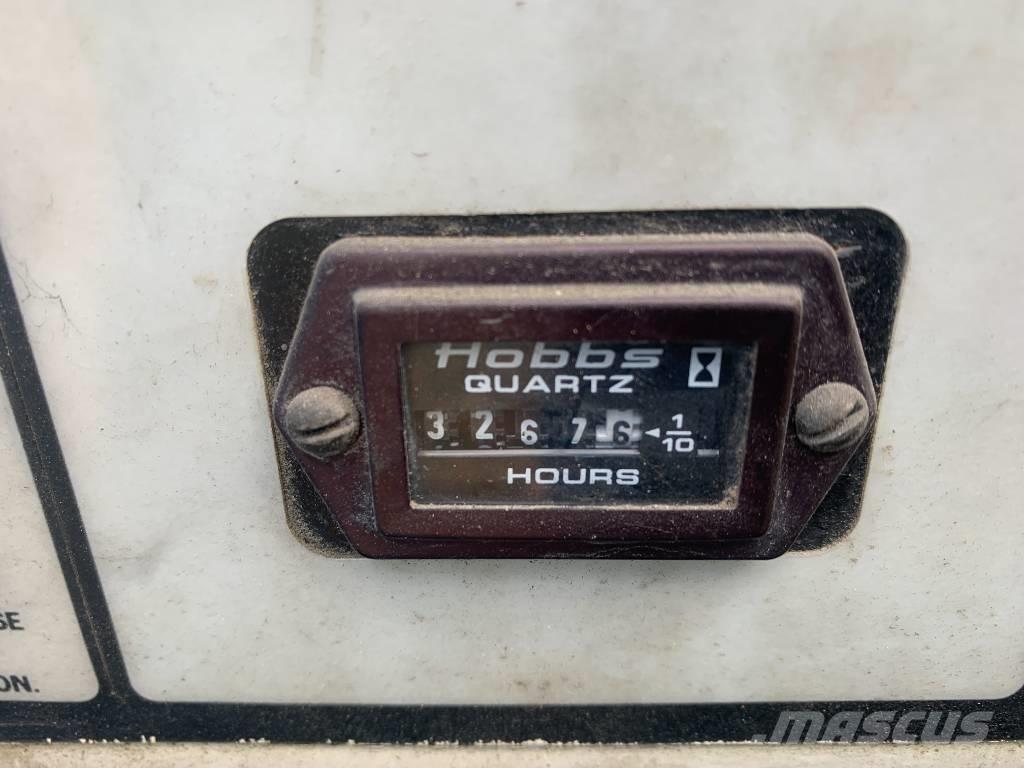 Hobbs
QUARTZ
3 2 6 7 6 1/10
HOURS
SE
ON.
MASCUS